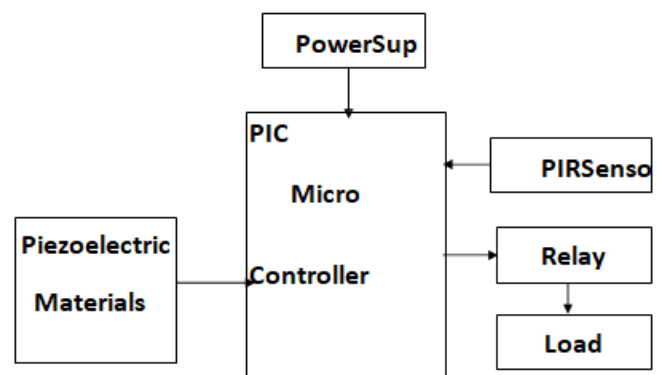 PowerSup
PIC
Micro
Controller
PIRSenso
Piezoelectric
Materials
Relay
Load